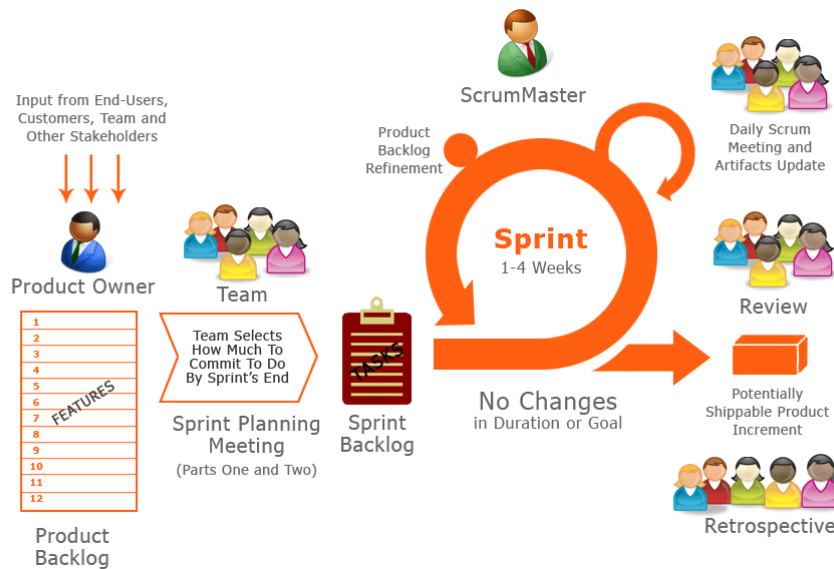 Input from End-Users,
Customers, Team and
Other Stakeholders
Product Owner
1
2
3
4
5
6
7
8
9
10
11
12
FEATURES
Product
Backlog
Team
Team Selects
How Much To
Commit To Do
By Sprint's End
Sprint Planning
Meeting
(Parts One and Two)
TASKS
Sprint
Backlog
ScrumMaster
Product
Backlog
Refinement
Sprint
1-4 Weeks
No Changes
in Duration or Goal
Daily Scrum
Meeting and
Artifacts Update
Review
Potentially
Shippable Product
Increment
Retrospective